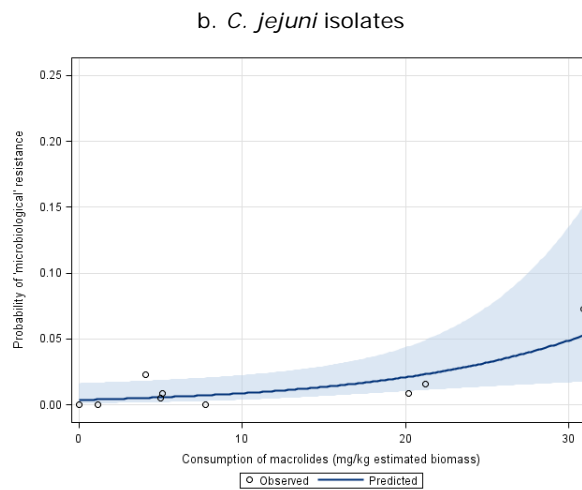 b. C. jejuni isolates
0.25
0.20
0.15
0.10
0.05
0.00
Probability of 'microbiological' resistance
0 10 20 30
Consumption of macrolides (mg/kg estimated biomass)
Observed Predicted